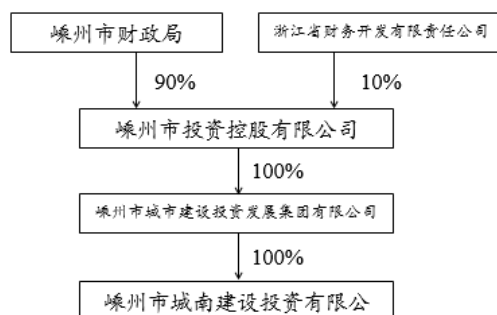 嵊州市财政局
浙江省财务开发有限责任公司
90%
10%
嵊州市投资控股有限公司
100%
嵊州市城市建设投资发展集团有限公司
100%
嵊州市城南建设投资有限公